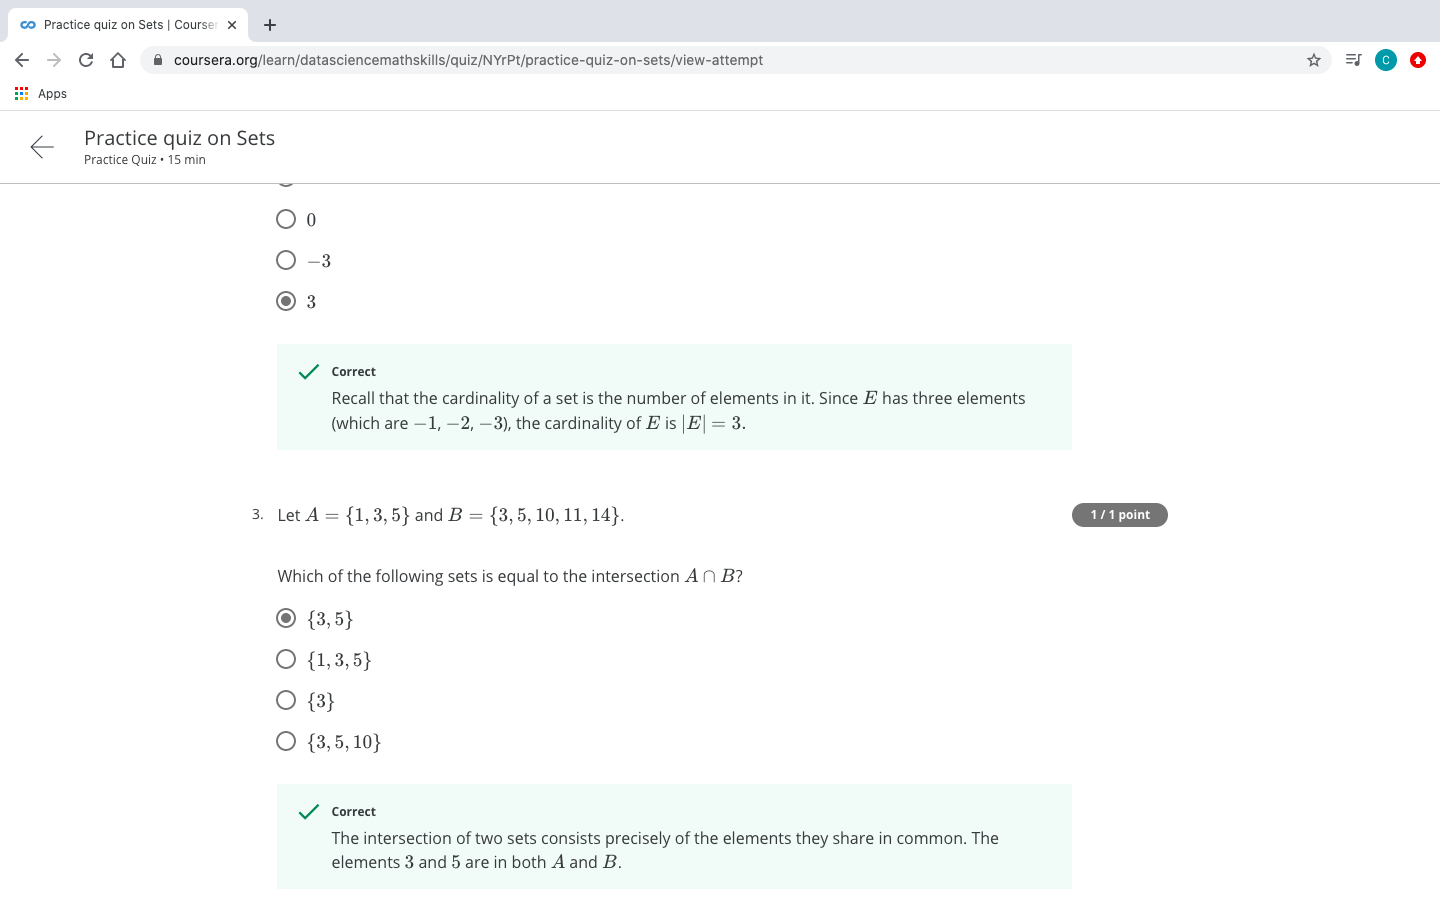 Practice quiz on Sets | Courser
coursera.org/learn/datasciencemathskills/quiz/NYrPt/practice-quiz-on-sets/view-attempt
C
Apps
Practice quiz on Sets
Practice Quiz • 15 min
0
−3
3
Correct
Recall that the cardinality of a set is the number of elements in it. Since E has three elements
(which are −1, −2, −3), the cardinality of E is |E| = 3.
3. Let A = {1, 3, 5} and B = {3, 5, 10, 11, 14}.
1 / 1 point
Which of the following sets is equal to the intersection A ∩ B?
{3, 5}
{1, 3, 5}
{3}
{3, 5, 10}
Correct
The intersection of two sets consists precisely of the elements they share in common. The
elements 3 and 5 are in both A and B.